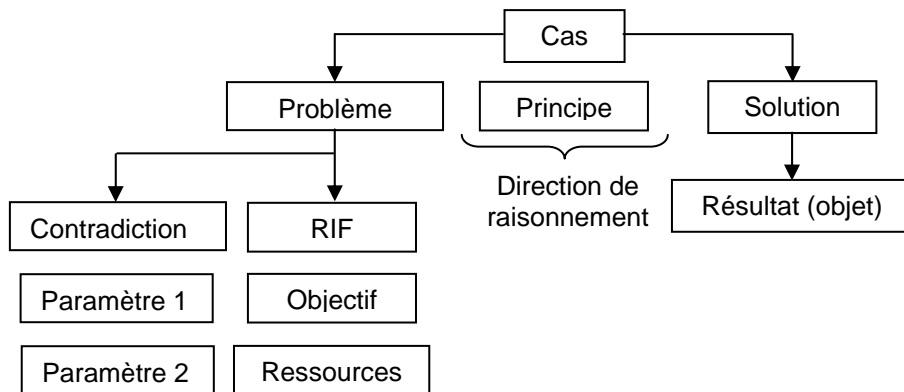 Cas
Problème
Principe
Solution
Direction de
raisonnement
Résultat (objet)
Contradiction
RIF
Paramètre 1
Objectif
Paramètre 2
Ressources